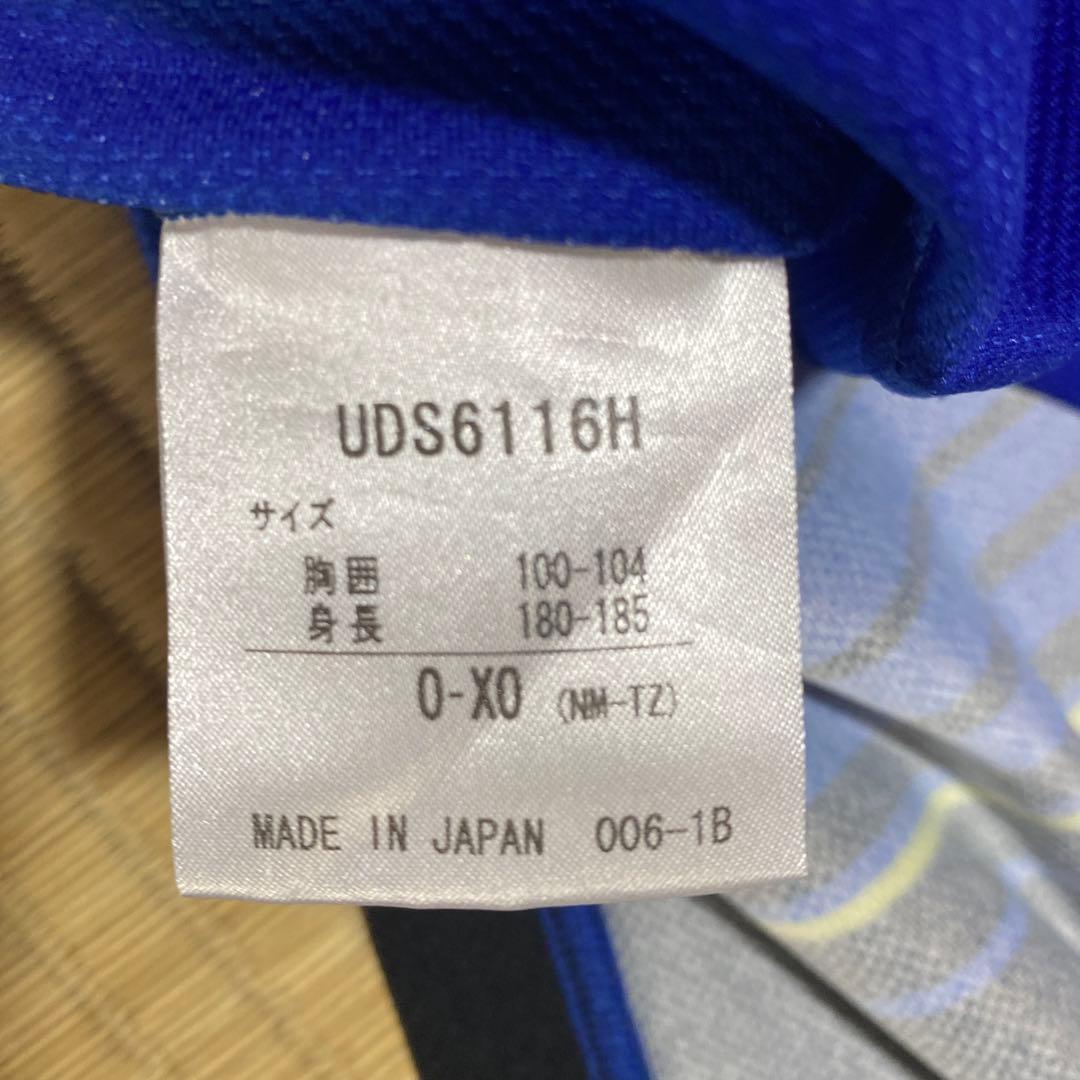 UDS6116H
サイズ
胸囲 100-104
身長 180-185
O-XO (NM-TZ)
MADE IN JAPAN 006-1B